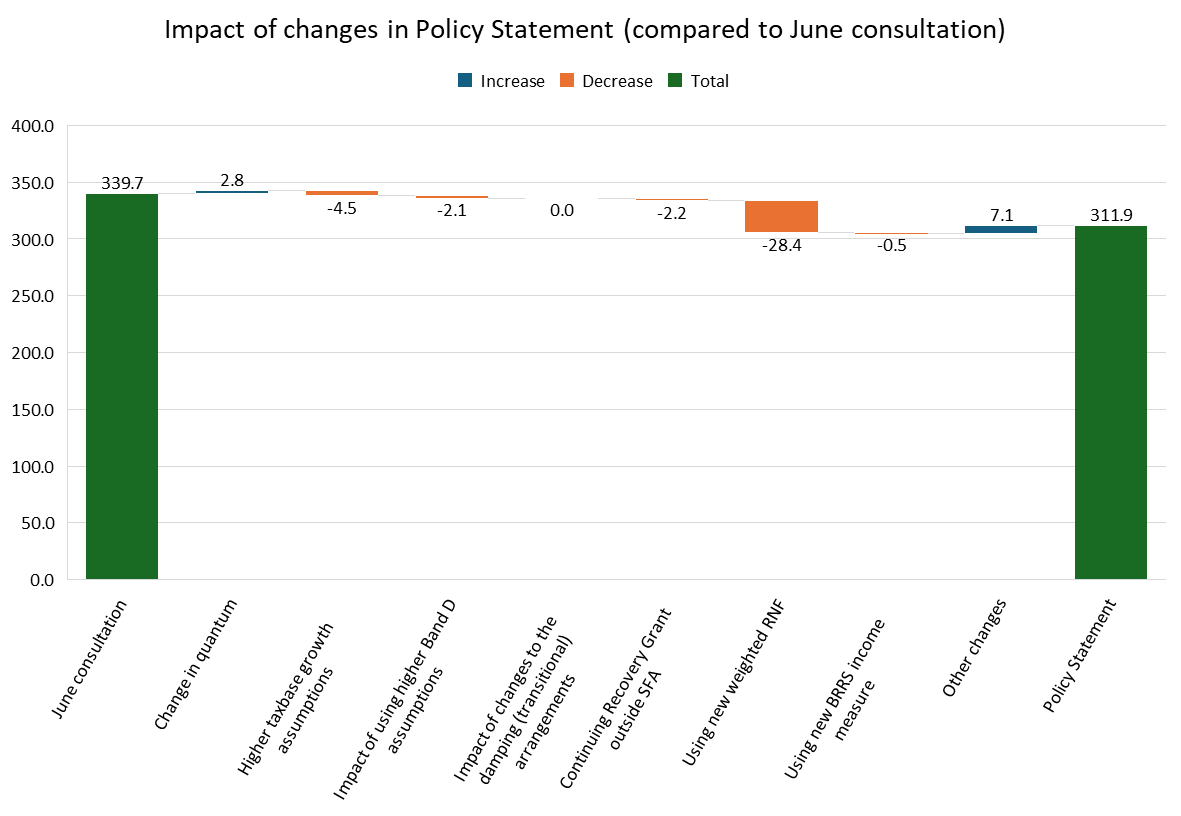 Impact of changes in Policy Statement (compared to June consultation)
Increase Decrease Total
400.0
350.0
300.0
250.0
200.0
150.0
100.0
50.0
0.0
339.7
2.8
-4.5
-2.1
0.0
-2.2
-28.4
-0.5
7.1
311.9
June consultation
Change in quantum
Higher taxbase growth
assumptions
Impact of using higher Band D
assumptions
Impact of changes to the
damping (transitional)
arrangements
Continuing Recovery Grant
outside SFA
Using new weighted RNF
Using new BRRS income
measure
Other changes
Policy Statement